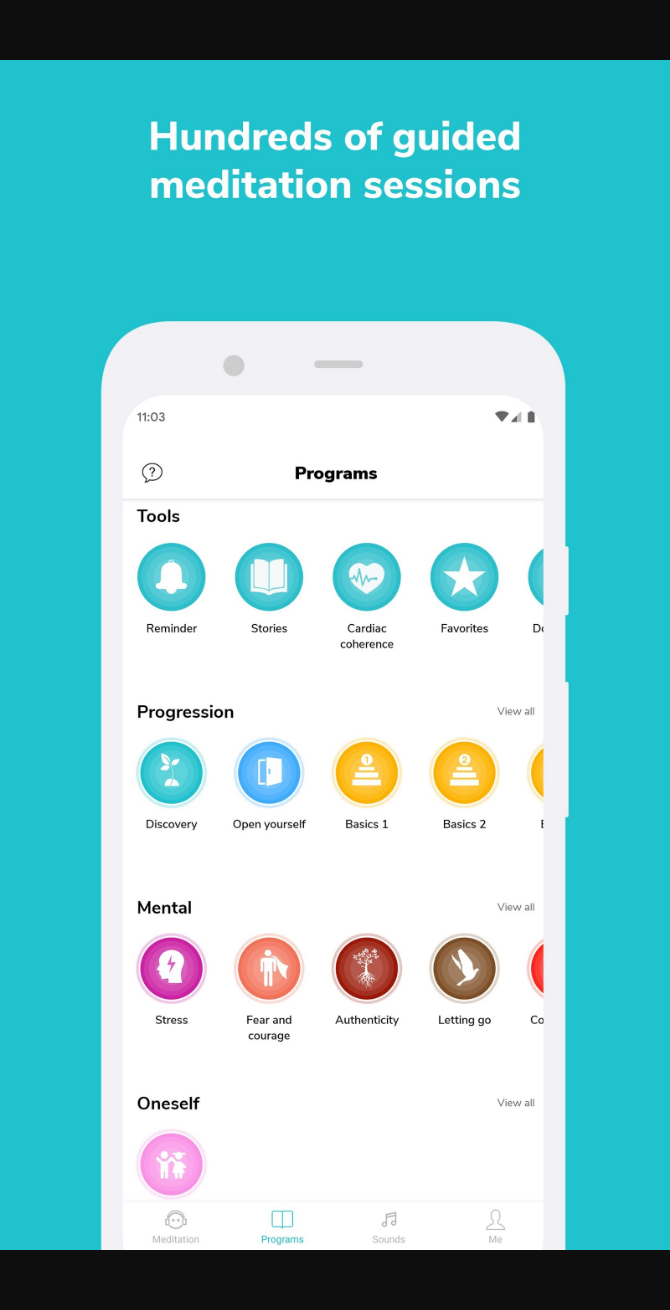 Hundreds of guided
meditation sessions
11:03
Programs
Tools
Reminder
Stories
Cardiac
coherence
Favorites
Progression
View all
Discovery
Open yourself
1
Basics 1
2
Basics 2
Mental
View all
Stress
Fear and
courage
Authenticity
Letting go
Co
Oneself
View all
Meditation
Programs
Sounds
Me